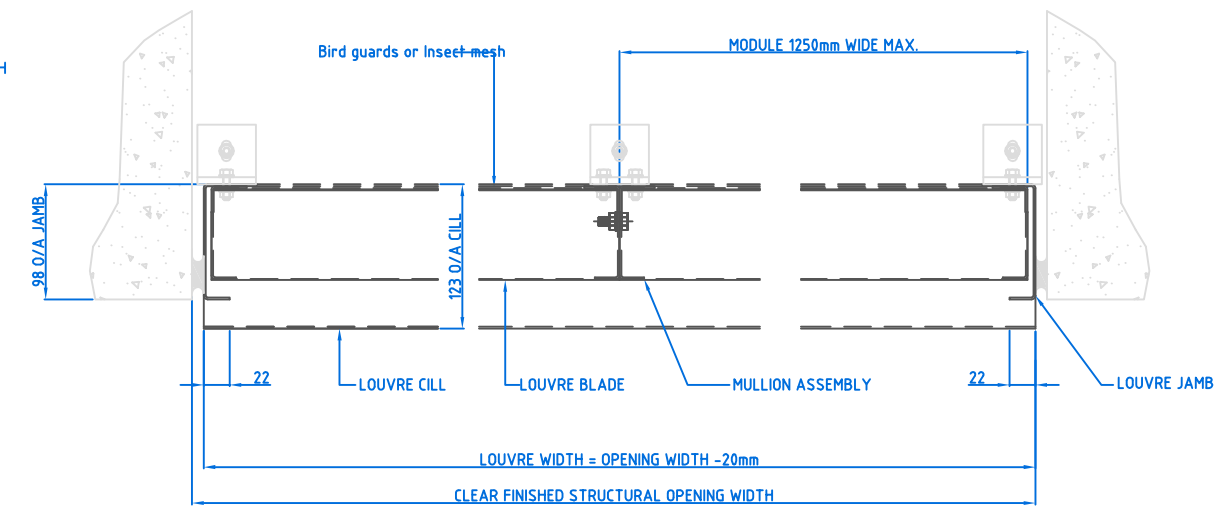 Bird guards or Insect mesh
MODULE 1250mm WIDE MAX.
98 O/A JAMB
123 O/A CILL
22
LOUVRE CILL
LOUVRE BLADE
MULLION ASSEMBLY
22
LOUVRE JAMB
LOUVRE WIDTH = OPENING WIDTH -20mm
CLEAR FINISHED STRUCTURAL OPENING WIDTH